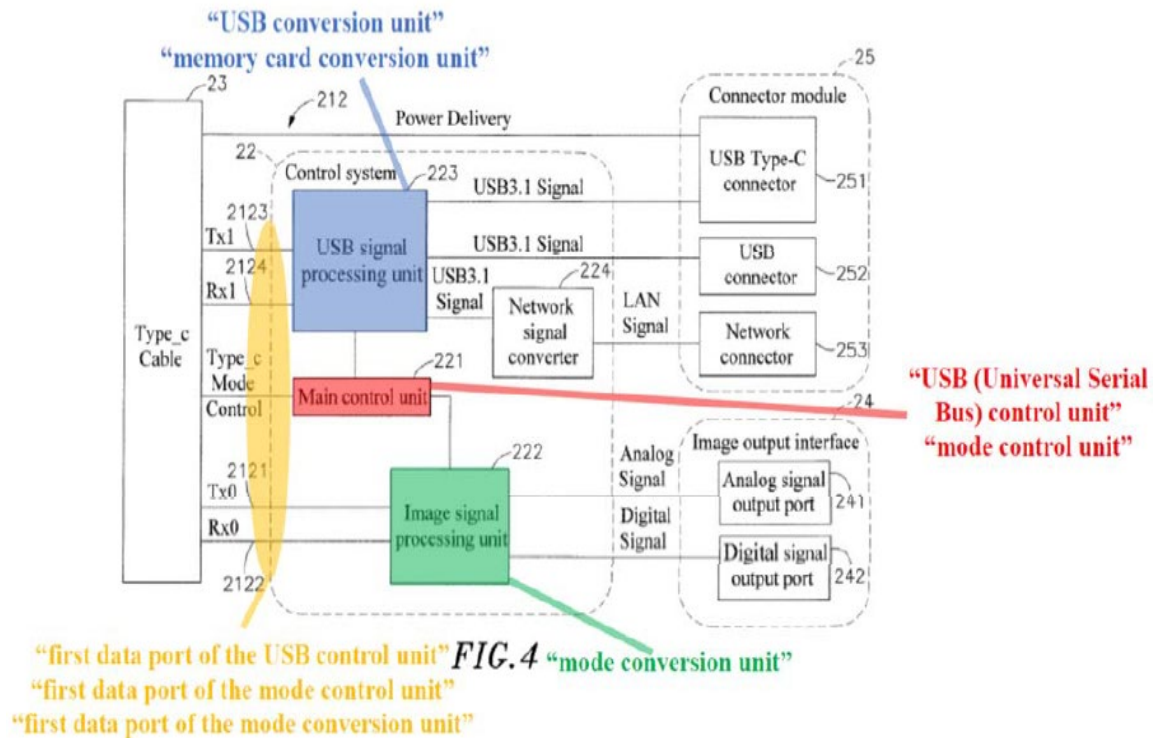 “USB conversion unit”
“memory card conversion unit”
23
212
25
Connector module
Power Delivery
22
Control system
223
USB3.1 Signal
USB Type-C
connector
251
2123
Tx1
USB signal
processing unit
USB3.1 Signal
USB
connector
252
2124
Rx1
USB3.1
Signal
224
Network
signal
converter
LAN
Signal
Network
connector
253
Type_c
Cable
Type_c
Mode
Control
221
Main control unit
“USB (Universal Serial
Bus) control unit”
“mode control unit”
24
Image output interface
222
Analog
Signal
Analog signal
output port
241
2121
Tx0
Image signal
processing unit
Digital
Signal
Rx0
Digital signal
output port
242
2122
“first data port of the USB control unit”
FIG.4
“mode conversion unit”
“first data port of the mode control unit”
“first data port of the mode conversion unit”